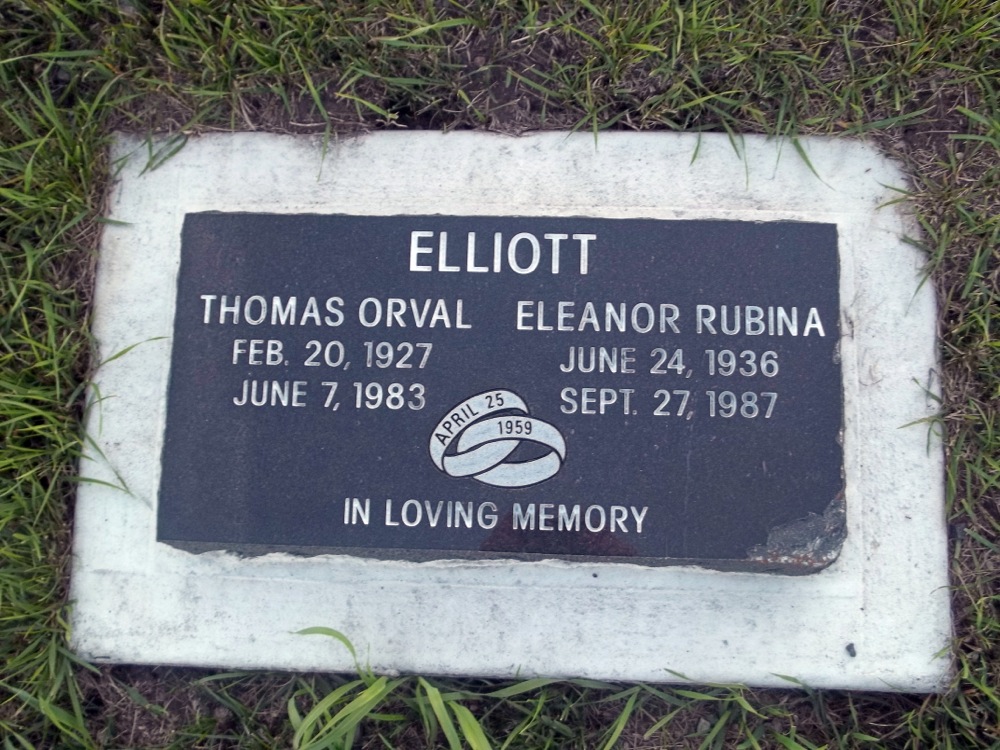 ELLIOTT
THOMAS ORVAL
FEB. 20, 1927
JUNE 7, 1983
ELEANOR RUBINA
JUNE 24, 1936
SEPT. 27, 1987
APRIL 25
1959
IN LOVING MEMORY